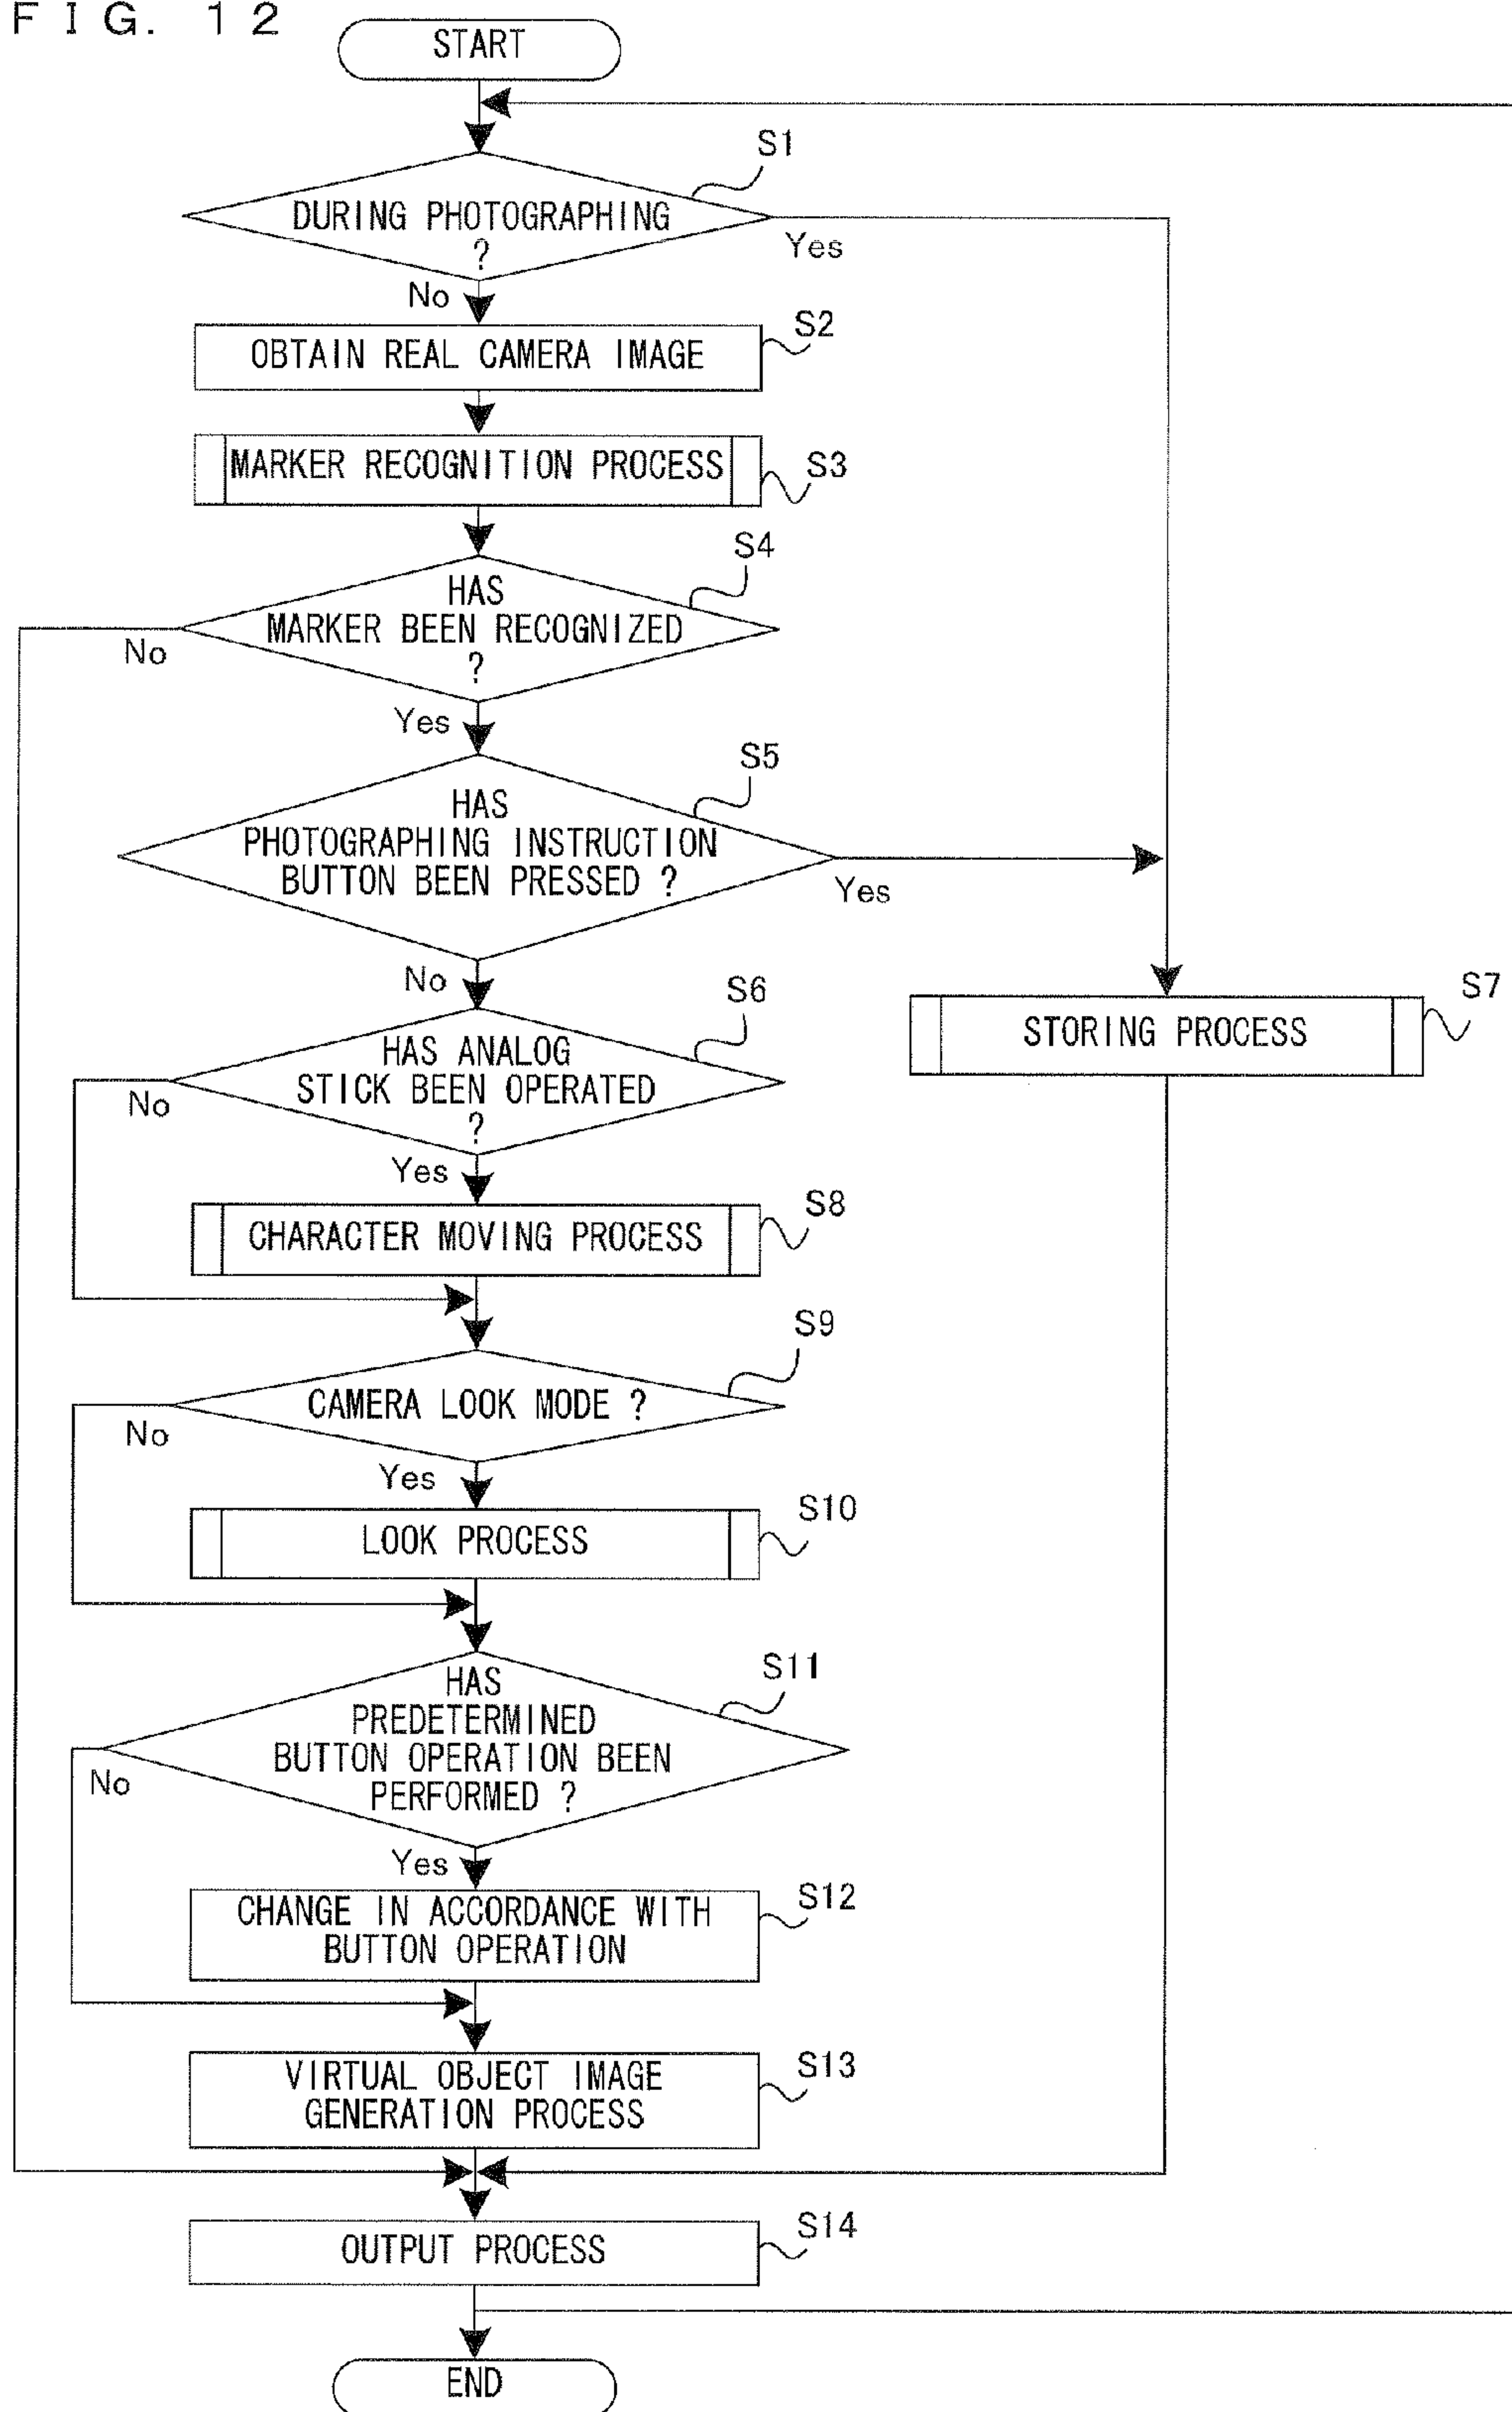 FIG. 12
START
S1
DURING PHOTOGRAPHING
?
Yes
No
S2
OBTAIN REAL CAMERA IMAGE
MARKER RECOGNITION PROCESS
S3
S4
HAS
MARKER BEEN RECOGNIZED
?
No
Yes
S5
HAS
PHOTOGRAPHING INSTRUCTION
BUTTON BEEN PRESSED ?
Yes
No
S6
S7
STORING PROCESS
HAS ANALOG
STICK BEEN OPERATED
?
No
Yes
S8
CHARACTER MOVING PROCESS
S9
CAMERA LOOK MODE ?
No
Yes
S10
LOOK PROCESS
S11
HAS
PREDETERMINED
BUTTON OPERATION BEEN
PERFORMED ?
No
Yes
S12
CHANGE IN ACCORDANCE WITH
BUTTON OPERATION
S13
VIRTUAL OBJECT IMAGE
GENERATION PROCESS
S14
OUTPUT PROCESS
END